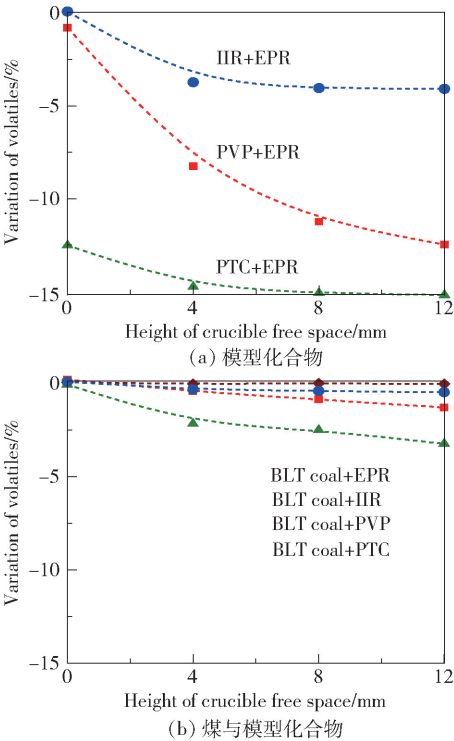 0
IIR+EPR
−5
PVP+EPR
−10
PTC+EPR
−15
0 4 8 12
Variation of volatiles/%
Height of crucible free space/mm
(a) 模型化合物
0
−5
BLT coal+EPR
BLT coal+IIR
−10
BLT coal+PVP
BLT coal+PTC
−15
0 4 8 12
Variation of volatiles/%
Height of crucible free space/mm
(b) 煤与模型化合物